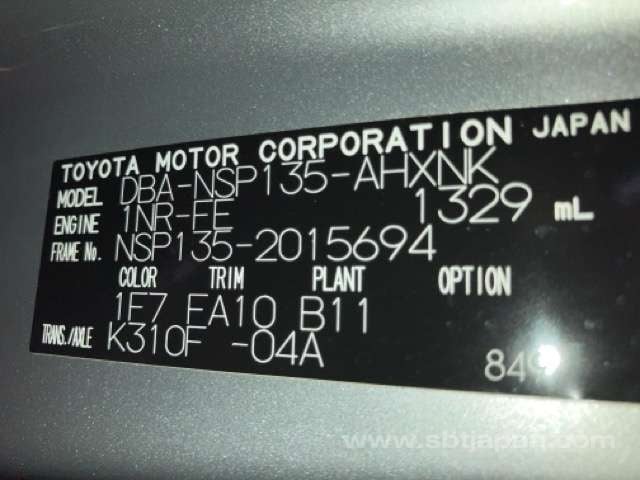 TOYOTA MOTOR CORPORATION JAPAN
MODEL DBA-NSP135-AHXNK
ENGINE 1NR-FE 1329 mL
FRAME No. NSP135-2015694
COLOR TRIM PLANT OPTION
1F7 FA10 B11
TRANS./AXLE K310F -04A
www.sbtjapan.com